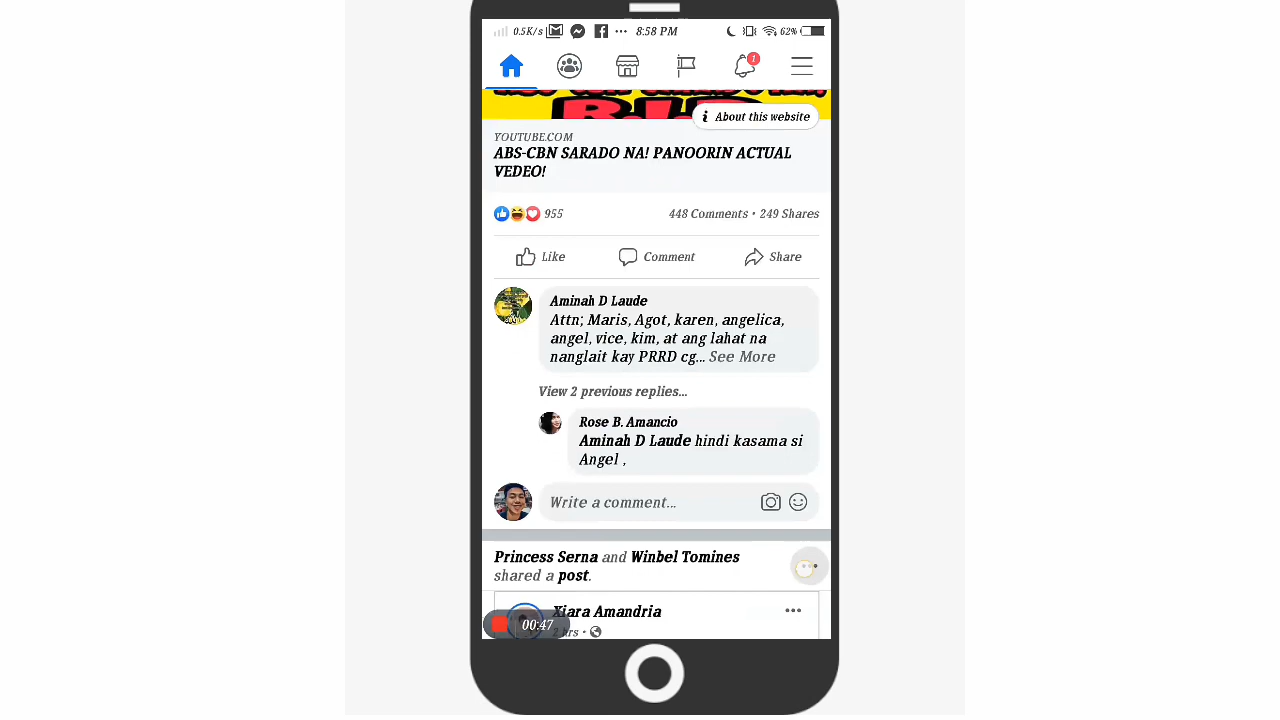 0.5K/s ... 8:58 PM 62%
1
About this website
YOUTUBE.COM
ABS-CBN SARADO NA! PANOORIN ACTUAL
VEDEO!
955 448 Comments • 249 Shares
Like Comment Share
Aminah D Laude
Attn; Maris, Agot, karen, angelica,
angel, vice, kim, at ang lahat na
nanglait kay PRRD cg... See More
View 2 previous replies...
Rose B. Amancio
Aminah D Laude hindi kasama si
Angel ,
Write a comment...
Princess Serna and Winbel Tomines
shared a post.
Xiara Amandria
00:47 hrs •